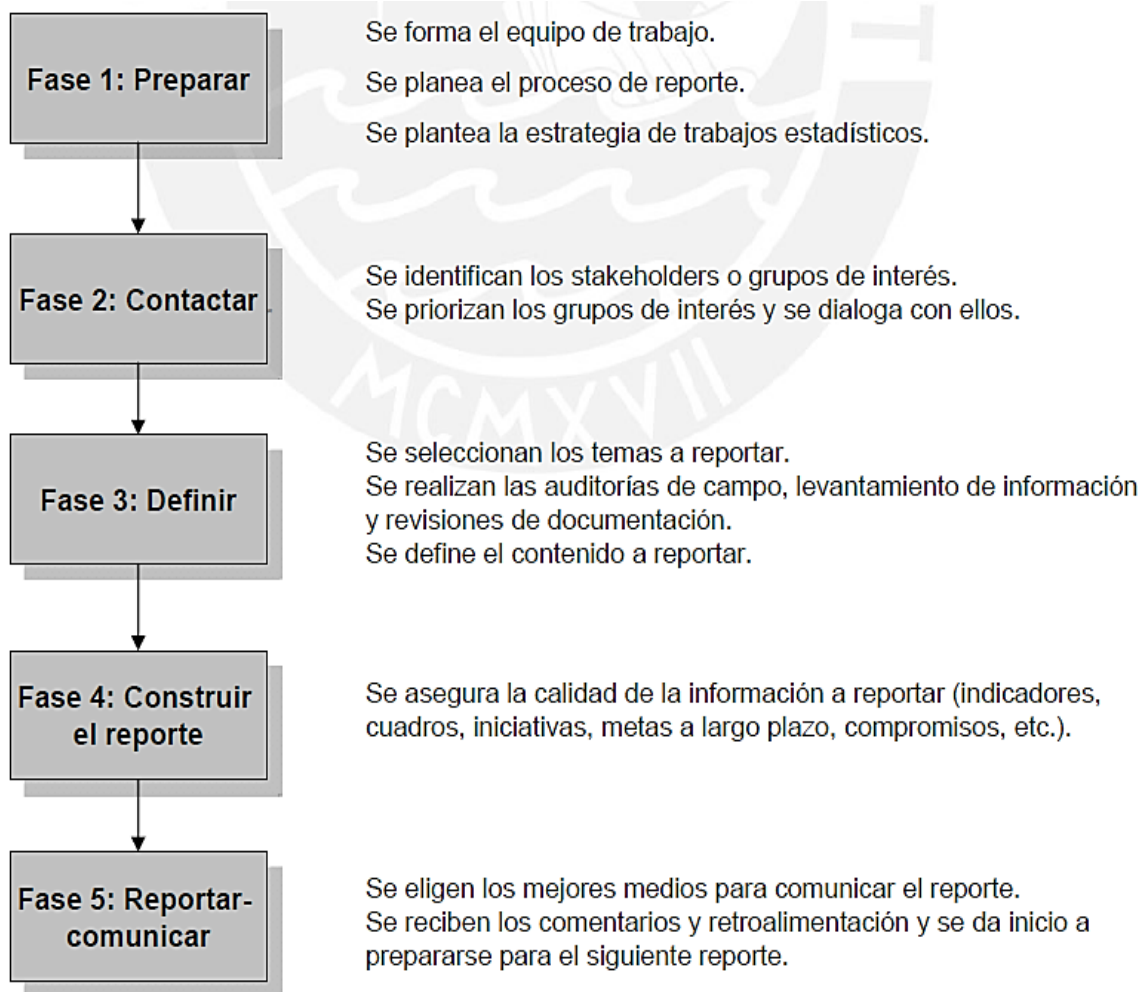 Fase 1: Preparar
Se forma el equipo de trabajo.
Se planea el proceso de reporte.
Se plantea la estrategia de trabajos estadísticos.
Fase 2: Contactar
Se identifican los stakeholders o grupos de interés.
Se priorizan los grupos de interés y se dialoga con ellos.
MCMXVII
Fase 3: Definir
Se seleccionan los temas a reportar.
Se realizan las auditorías de campo, levantamiento de información
y revisiones de documentación.
Se define el contenido a reportar.
Fase 4: Construir
el reporte
Se asegura la calidad de la información a reportar (indicadores,
cuadros, iniciativas, metas a largo plazo, compromisos, etc.).
Fase 5: Reportar-
comunicar
Se eligen los mejores medios para comunicar el reporte.
Se reciben los comentarios y retroalimentación y se da inicio a
prepararse para el siguiente reporte.